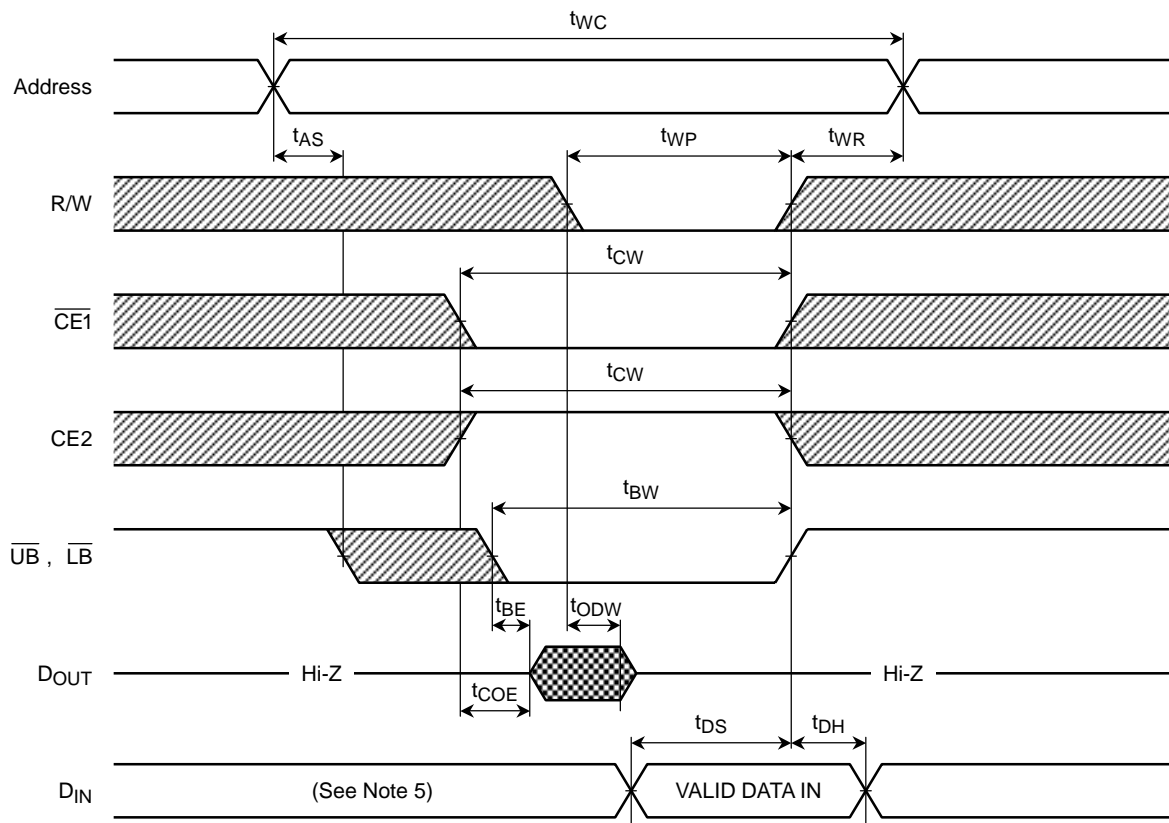 tWC
Address
tAS
tWP
tWR
R/W
tCW
CE1
tCW
CE2
tBW
UB , LB
tBE
tODW
DOUT
Hi-Z
Hi-Z
tCOE
tDS
tDH
DIN
(See Note 5)
VALID DATA IN